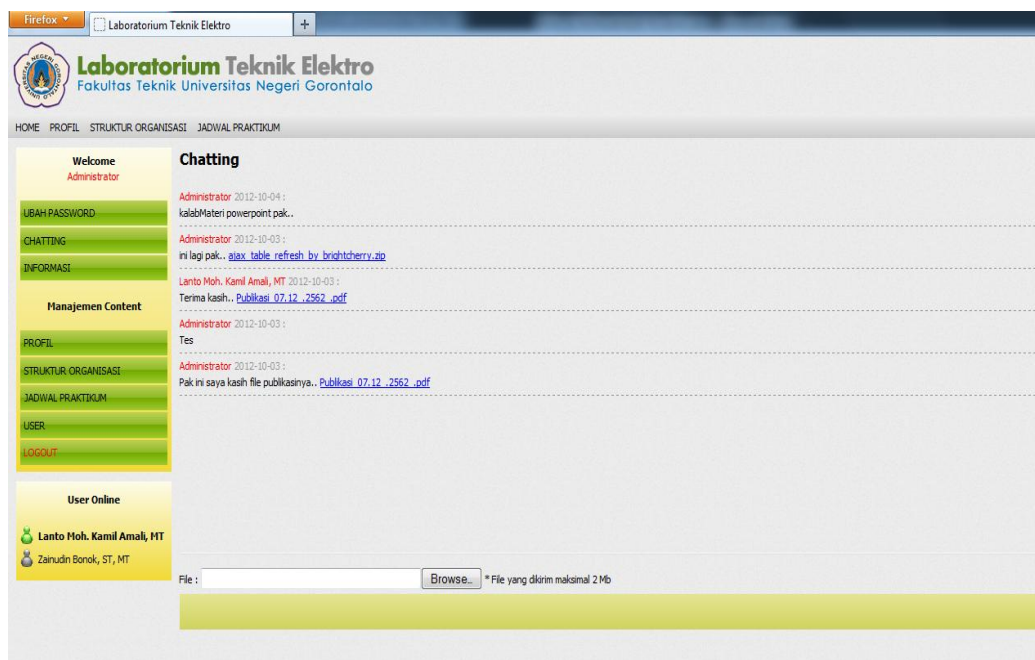 Firefox
Laboratorium Teknik Elektro
+
Laboratorium Teknik Elektro
Fakultas Teknik Universitas Negeri Gorontalo
HOME PROFIL STRUKTUR ORGANISASI JADWAL PRAKTIKUM
Welcome
Administrator
UBAH PASSWORD
CHATTING
INFORMASI
Manajemen Content
PROFIL
STRUKTUR ORGANISASI
JADWAL PRAKTIKUM
USER
LOGOUT
User Online
Lanto Moh. Kamil Amali, MT
Zainudin Bonok, ST, MT
Chatting
Administrator 2012-10-04 :
kalabMateri powerpoint pak..
Administrator 2012-10-03 :
ini lagi pak.. ajax_table_refresh_by_brightcherry.zip
Lanto Moh. Kamil Amali, MT 2012-10-03 :
Terima kasih.. Publikasi_07.12_.2562_.pdf
Administrator 2012-10-03 :
Tes
Administrator 2012-10-03 :
Pak ini saya kasih file publikasinya.. Publikasi_07.12_.2562_.pdf
File : Browse... * File yang dikirim maksimal 2 Mb